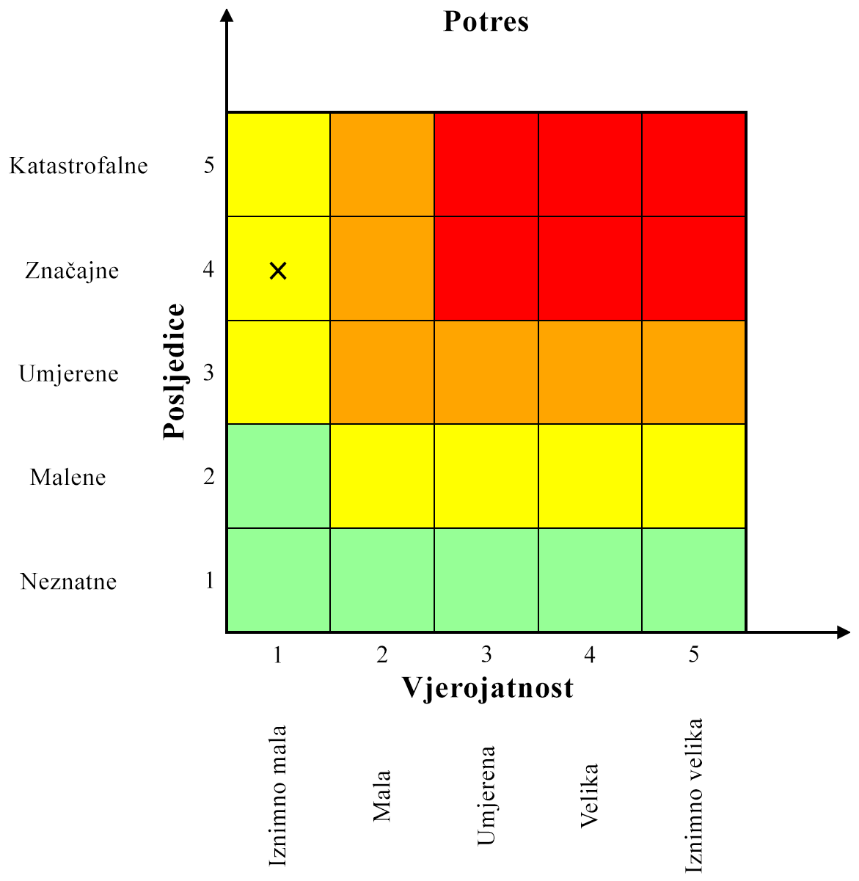 Potres
Katastrofalne 5
Značajne 4
Umjerene 3
Malene 2
Neznatne 1
Posljedice
1 2 3 4 5
Vjerojatnost
Iznimno mala
Mala
Umjerena
Velika
Iznimno velika